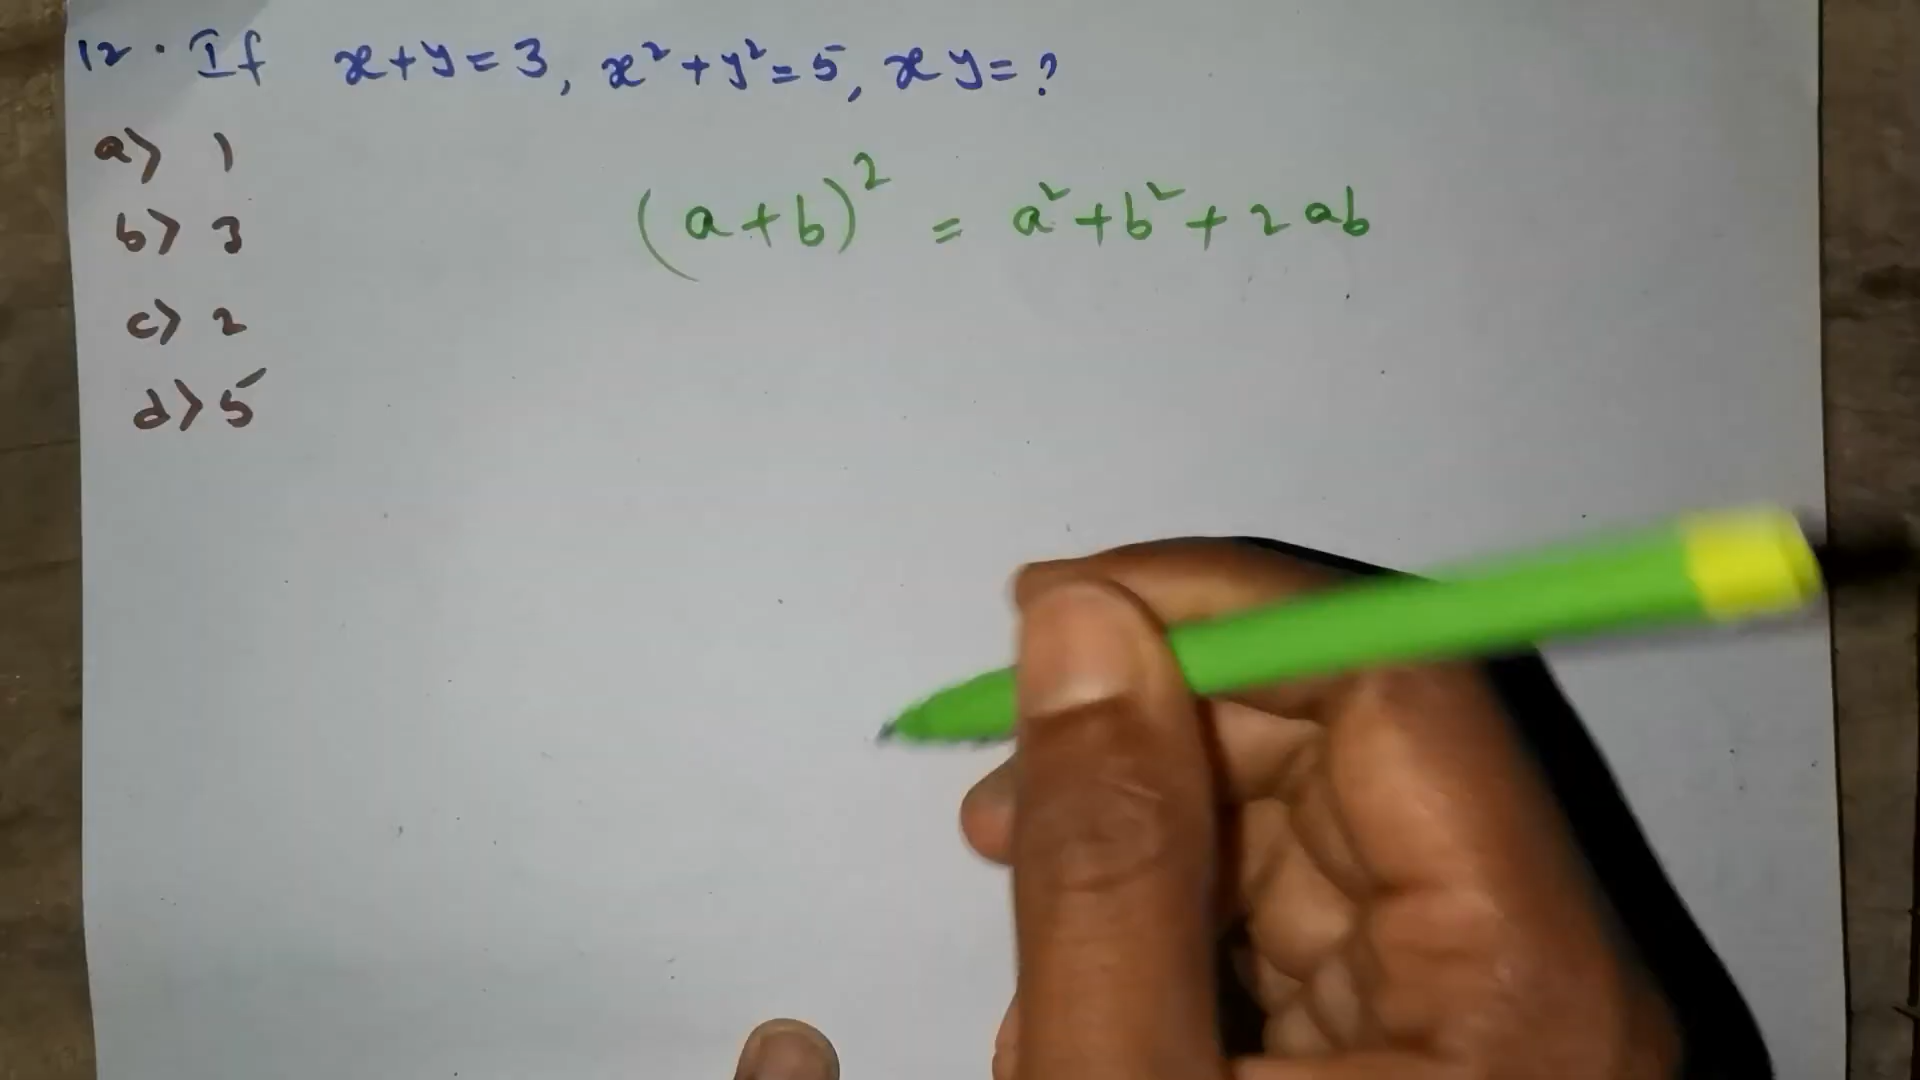 12. If x+y=3, x²+y²=5, xy=?
a> 1
b> 3
c> 2
d> 5
(a+b)² = a²+b²+2ab